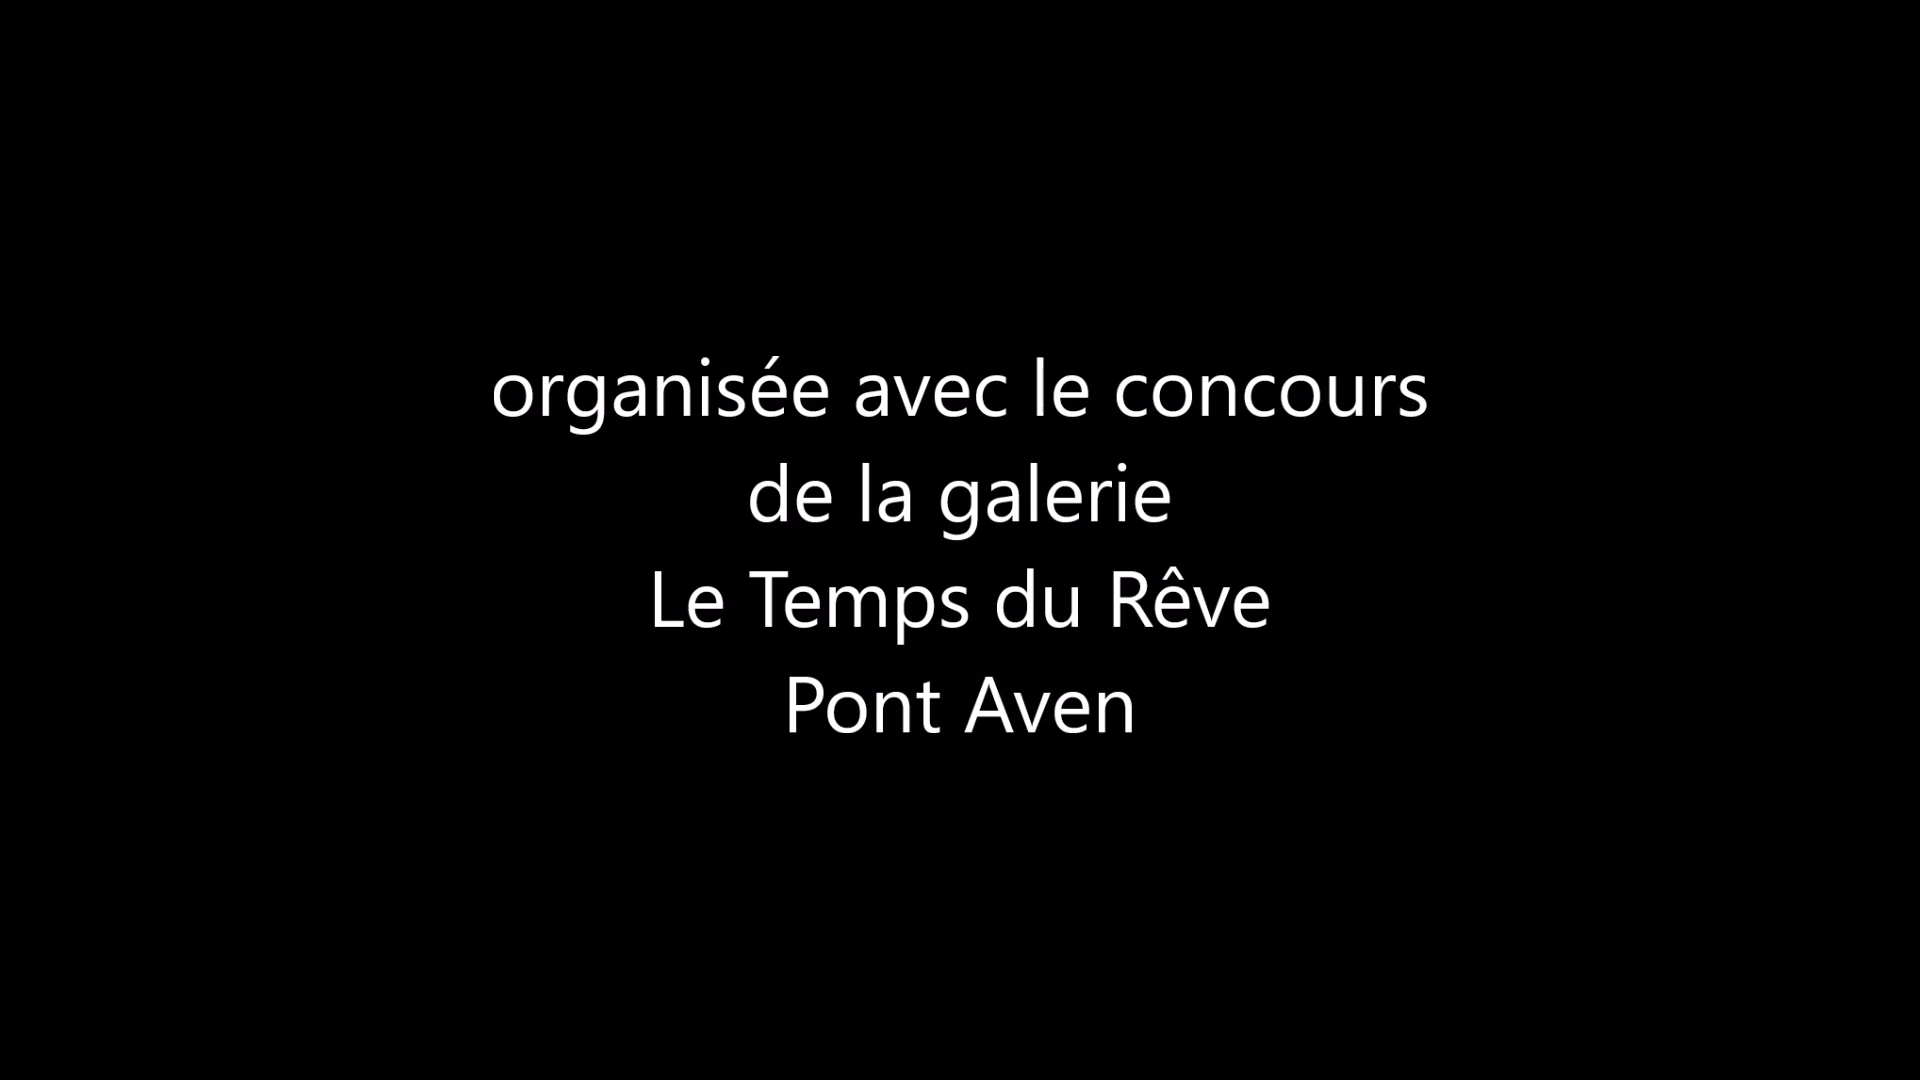 organisée avec le concours
de la galerie
Le Temps du Rêve
Pont Aven